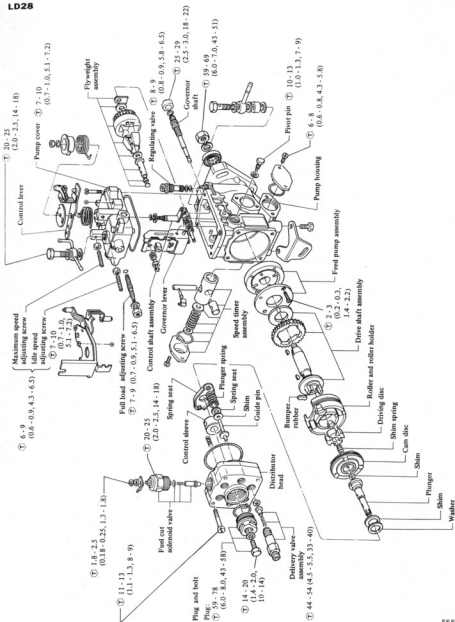 LD28
Ⓣ 20 - 25
(2.0 - 2.5, 14 - 18)
Control lever
Pump cover
Ⓣ 7 - 10
(0.7 - 1.0, 5.1 - 7.2)
Flyweight
assembly
Regulating valve
Ⓣ 8 - 9
(0.8 - 0.9, 5.8 - 6.5)
Ⓣ 25 - 29
(2.5 - 3.0, 18 - 22)
Governor
shaft
Ⓣ 59 - 69
(6.0 - 7.0, 43 - 51)
Ⓣ 10 - 13
(1.0 - 1.3, 7 - 9)
Pivot pin
Ⓣ 6 - 8
(0.6 - 0.8, 4.3 - 5.8)
Pump housing
Maximum speed
adjusting screw
Idle speed
adjusting screw
Ⓣ 7 - 10
(0.7 - 1.0,
5.1 - 7.2)
Ⓣ 6 - 9
(0.6 - 0.9, 4.3 - 6.5)
Full load adjusting screw
Ⓣ 7 - 9 (0.7 - 0.9, 5.1 - 6.5)
Control shaft assembly
Governor lever
Speed timer
assembly
Feed pump assembly
Ⓣ 2 - 3
(0.2 - 0.3,
1.4 - 2.2)
Drive shaft assembly
Ⓣ 20 - 25
(2.0 - 2.5, 14 - 18)
Spring seat
Control sleeve
Plunger spring
Spring seat
Shim
Guide pin
Bumper
rubber
Roller and roller holder
Driving disc
Shim spring
Cam disc
Shim
Plunger
Shim
Washer
Ⓣ 1.8 - 2.5
(0.18 - 0.25, 1.3 - 1.8)
Fuel cut
solenoid valve
Ⓣ 11 - 13
(1.1 - 1.3, 8 - 9)
Distributor
head
Plug and bolt
Plug:
Ⓣ 59 - 78
(6.0 - 8.0, 43 - 58)
Ⓣ 14 - 20
(1.4 - 2.0,
10 - 14)
Delivery valve
assembly
Ⓣ 44 - 54 (4.5 - 5.5, 33 - 40)